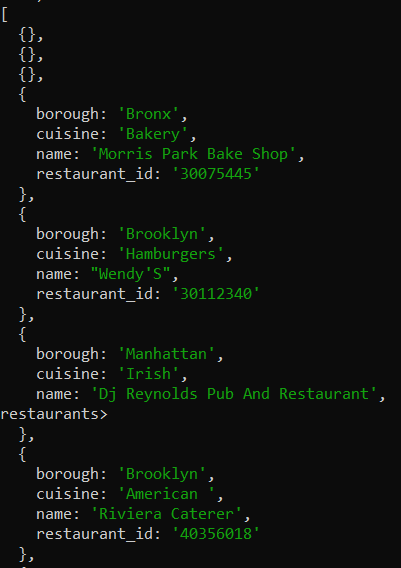 [
  {},
  {},
  {},
  {
    borough: 'Bronx',
    cuisine: 'Bakery',
    name: 'Morris Park Bake Shop',
    restaurant_id: '30075445'
  },
  {
    borough: 'Brooklyn',
    cuisine: 'Hamburgers',
    name: "Wendy'S",
    restaurant_id: '30112340'
  },
  {
    borough: 'Manhattan',
    cuisine: 'Irish',
    name: 'Dj Reynolds Pub And Restaurant',
restaurants>
  },
  {
    borough: 'Brooklyn',
    cuisine: 'American ',
    name: 'Riviera Caterer',
    restaurant_id: '40356018'
  },